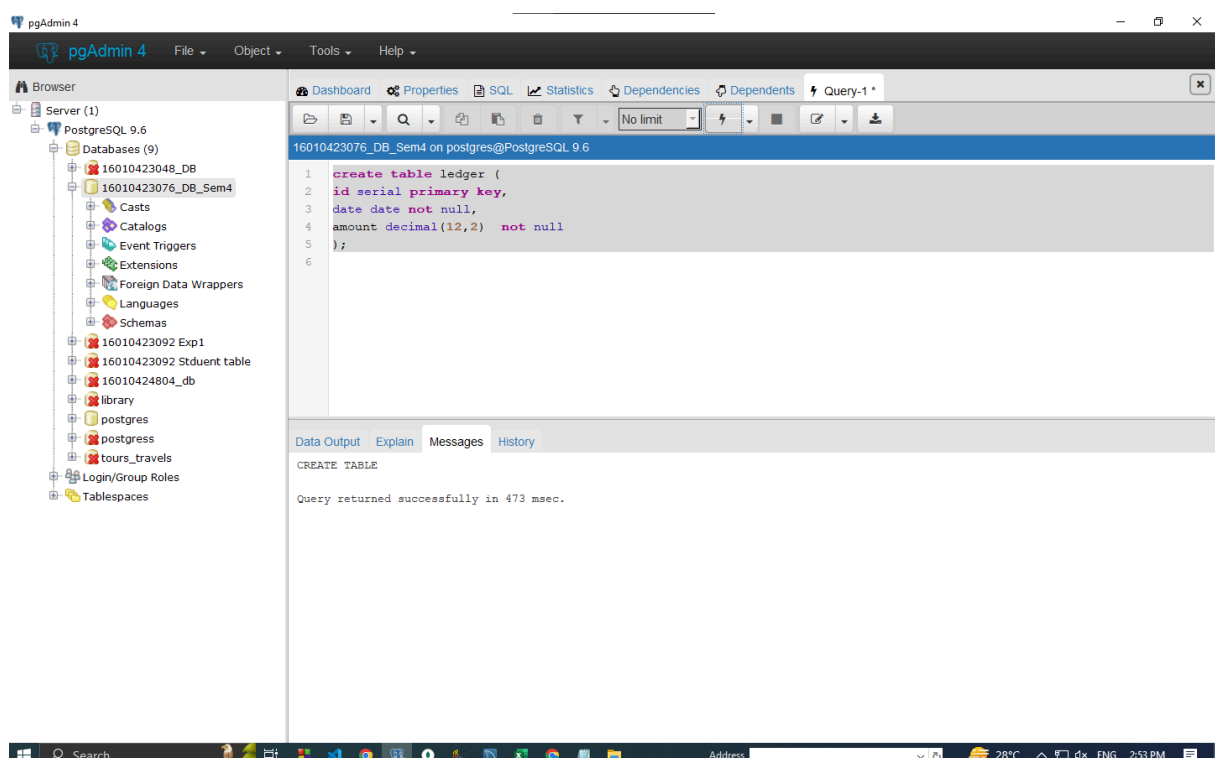 pgAdmin 4
pgAdmin 4 File Object Tools Help
Browser
Server (1)
PostgreSQL 9.6
Databases (9)
16010423048_DB
16010423076_DB_Sem4
Casts
Catalogs
Event Triggers
Extensions
Foreign Data Wrappers
Languages
Schemas
16010423092 Exp1
16010423092 Stduent table
16010424804_db
library
postgres
postgress
tours_travels
Login/Group Roles
Tablespaces
Dashboard Properties SQL Statistics Dependencies Dependents Query-1 *
No limit
16010423076_DB_Sem4 on postgres@PostgreSQL 9.6
1 create table ledger (
2 id serial primary key,
3 date date not null,
4 amount decimal(12,2)  not null
5 );
6
Data Output Explain Messages History
CREATE TABLE
Query returned successfully in 473 msec.
Search Address 28°C ENG 2:53 PM